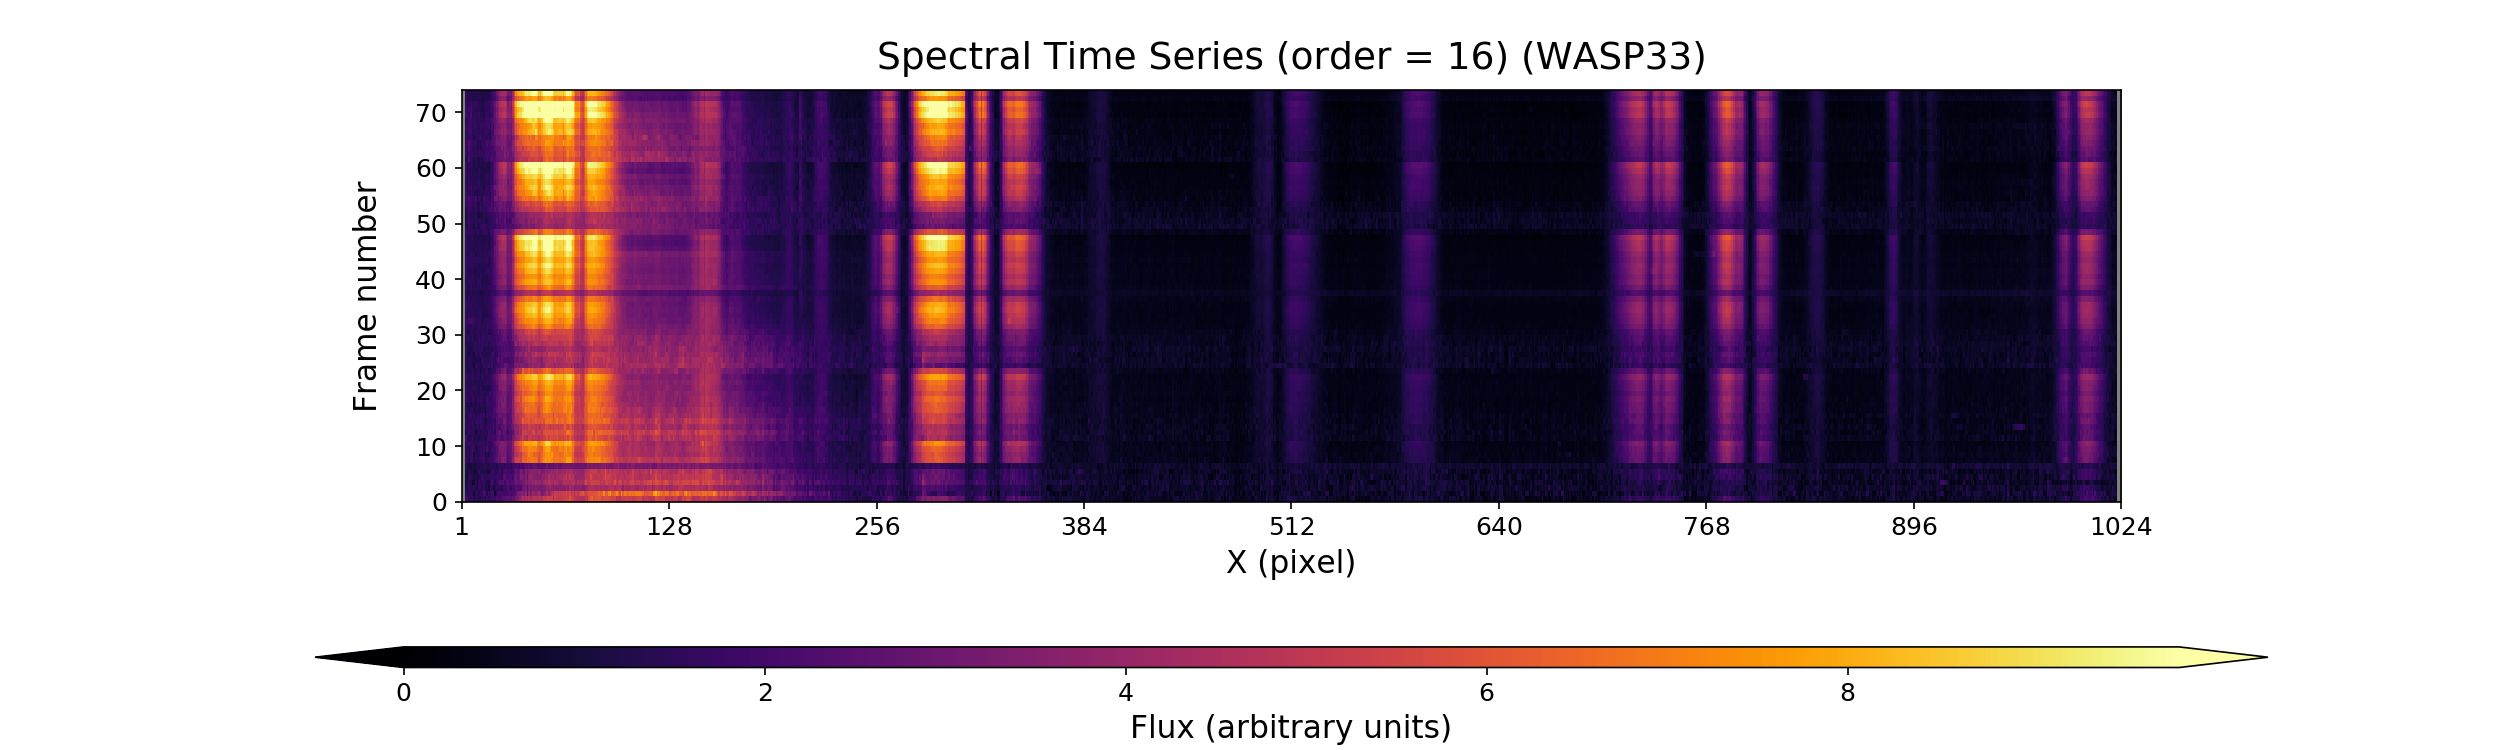 Spectral Time Series (order = 16) (WASP33)
Frame number
70
60
50
40
30
20
10
0
1 128 256 384 512 640 768 896 1024
X (pixel)
0 2 4 6 8
Flux (arbitrary units)